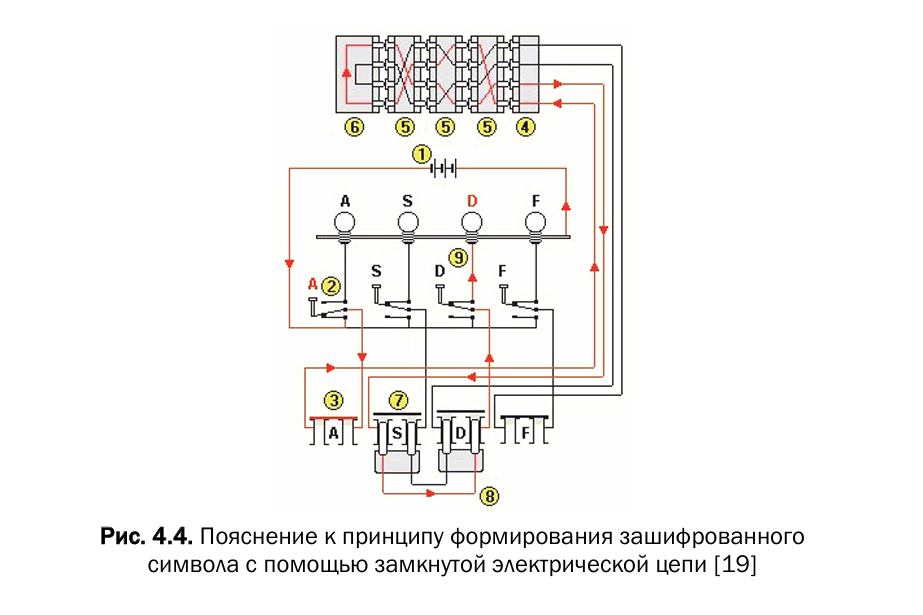 6 5 5 5 4
1
A S D F
9
A 2 S D F
3 7
A S D F
8
Рис. 4.4. Пояснение к принципу формирования зашифрованного
символа с помощью замкнутой электрической цепи [19]